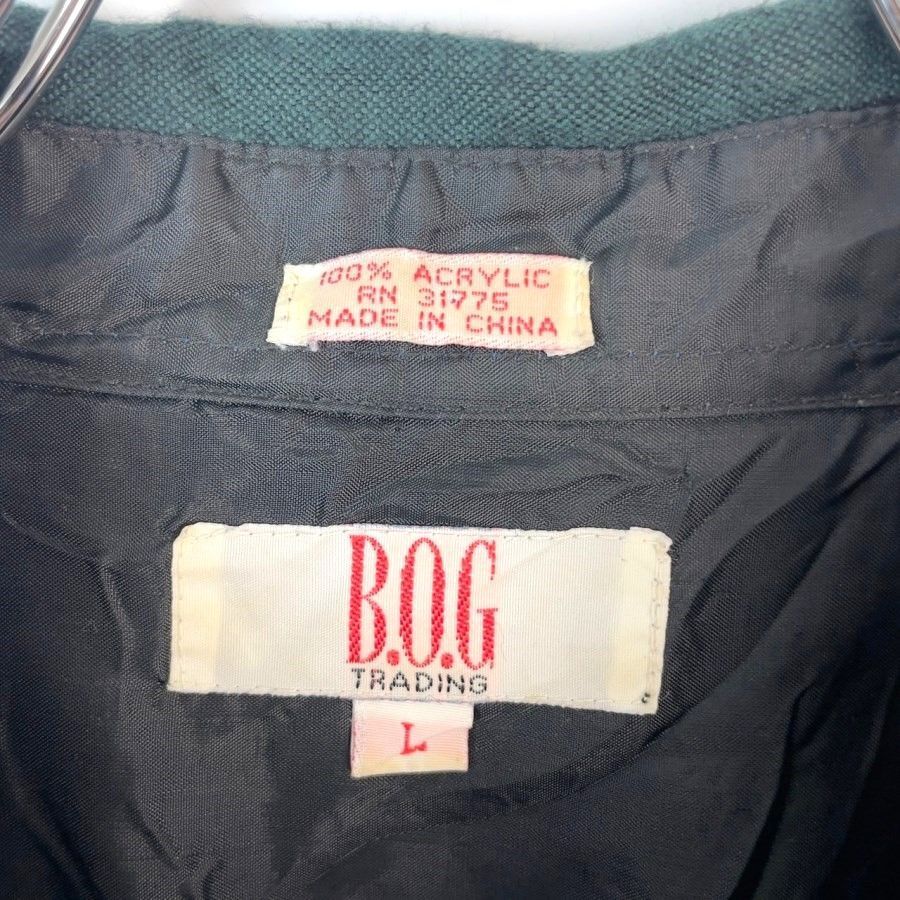 100% ACRYLIC
RN 31775
MADE IN CHINA
B.O.G
TRADING
L